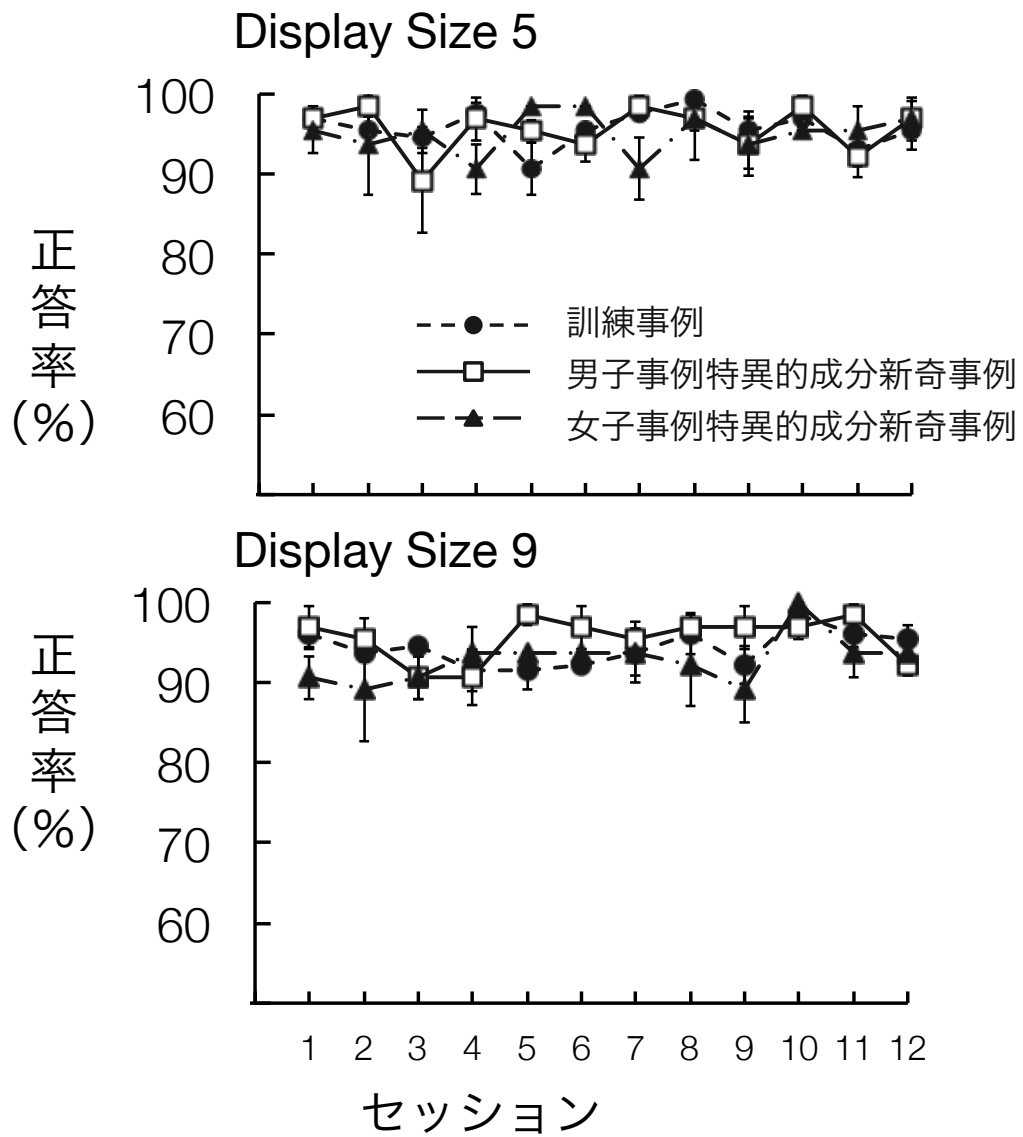 Display Size 5
100
90
80
70
60
正答率(%)
訓練事例
男子事例特異的成分新奇事例
女子事例特異的成分新奇事例
Display Size 9
100
90
80
70
60
正答率(%)
1 2 3 4 5 6 7 8 9 10 11 12
セッション